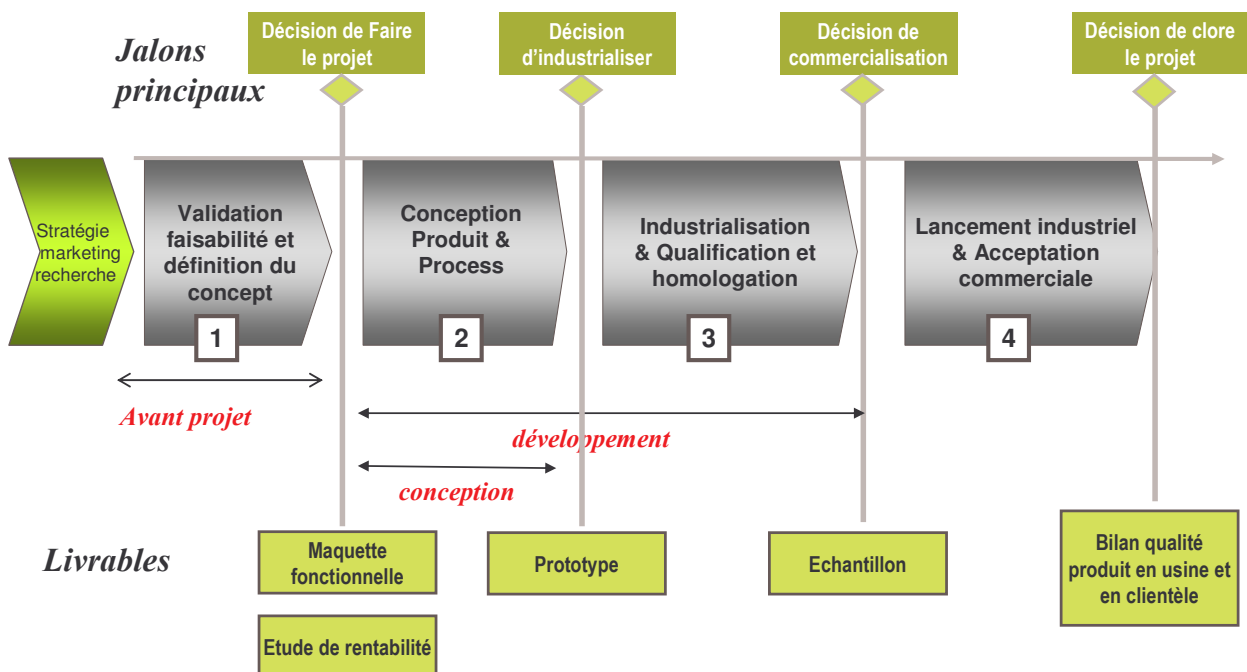 Jalons
principaux
Décision de Faire
le projet
Décision
d'industrialiser
Décision de
commercialisation
Décision de clore
le projet
Stratégie
marketing
recherche
Validation
faisabilité et
définition du
concept
1
Conception
Produit &
Process
2
Industrialisation
& Qualification et
homologation
3
Lancement industriel
& Acceptation
commerciale
4
Avant projet
développement
conception
Livrables
Maquette
fonctionnelle
Etude de rentabilité
Prototype
Echantillon
Bilan qualité
produit en usine et
en clientèle